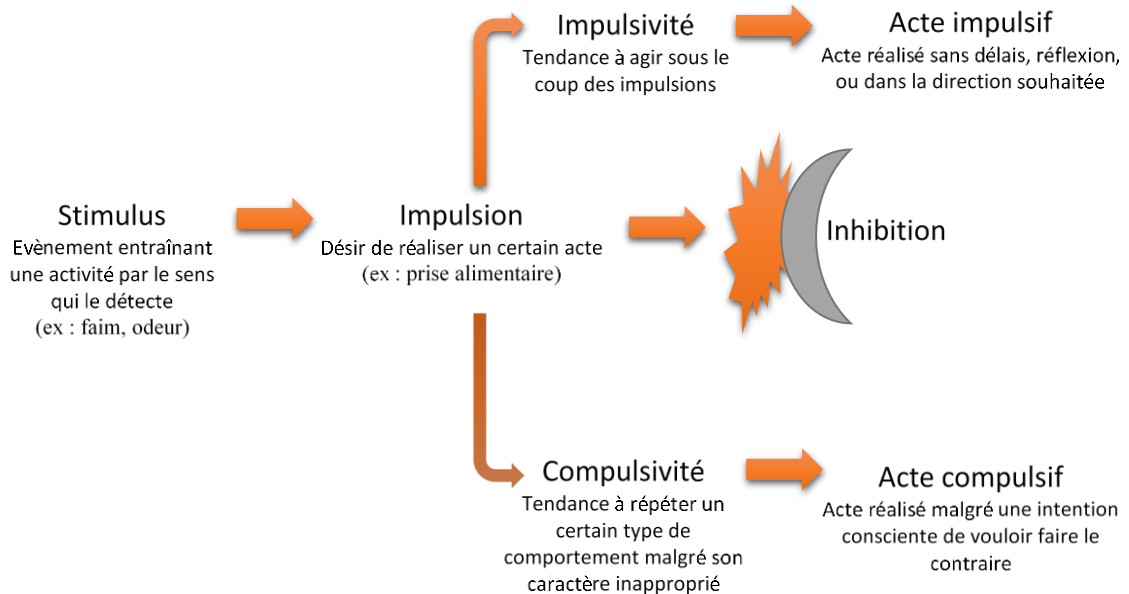 Impulsivité
Tendance à agir sous le
coup des impulsions
Acte impulsif
Acte réalisé sans délais, réflexion,
ou dans la direction souhaitée
Stimulus
Evènement entraînant
une activité par le sens
qui le détecte
(ex : faim, odeur)
Impulsion
Désir de réaliser un certain acte
(ex : prise alimentaire)
Inhibition
Compulsivité
Tendance à répéter un
certain type de
comportement malgré son
caractère inapproprié
Acte compulsif
Acte réalisé malgré une intention
consciente de vouloir faire le
contraire